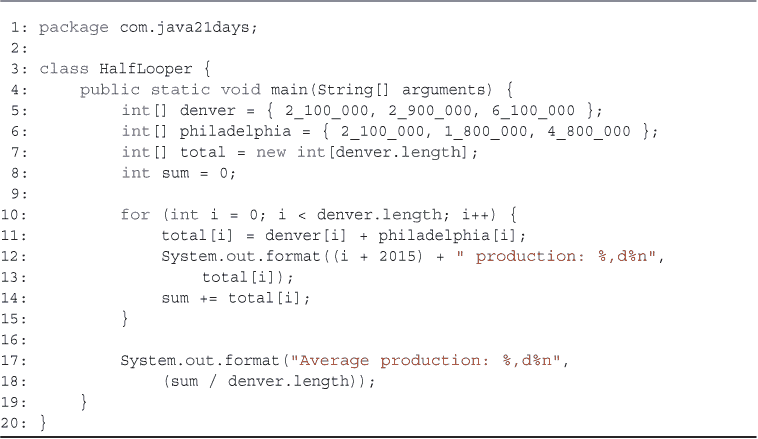 1: package com.java21days;
2:
3: class HalfLooper {
4:     public static void main(String[] arguments) {
5:         int[] denver = { 2_100_000, 2_900_000, 6_100_000 };
6:         int[] philadelphia = { 2_100_000, 1_800_000, 4_800_000 };
7:         int[] total = new int[denver.length];
8:         int sum = 0;
9:
10:         for (int i = 0; i < denver.length; i++) {
11:             total[i] = denver[i] + philadelphia[i];
12:             System.out.format((i + 2015) + " production: %,d%n",
13:                 total[i]);
14:             sum += total[i];
15:         }
16:
17:         System.out.format("Average production: %,d%n",
18:             (sum / denver.length));
19:     }
20: }